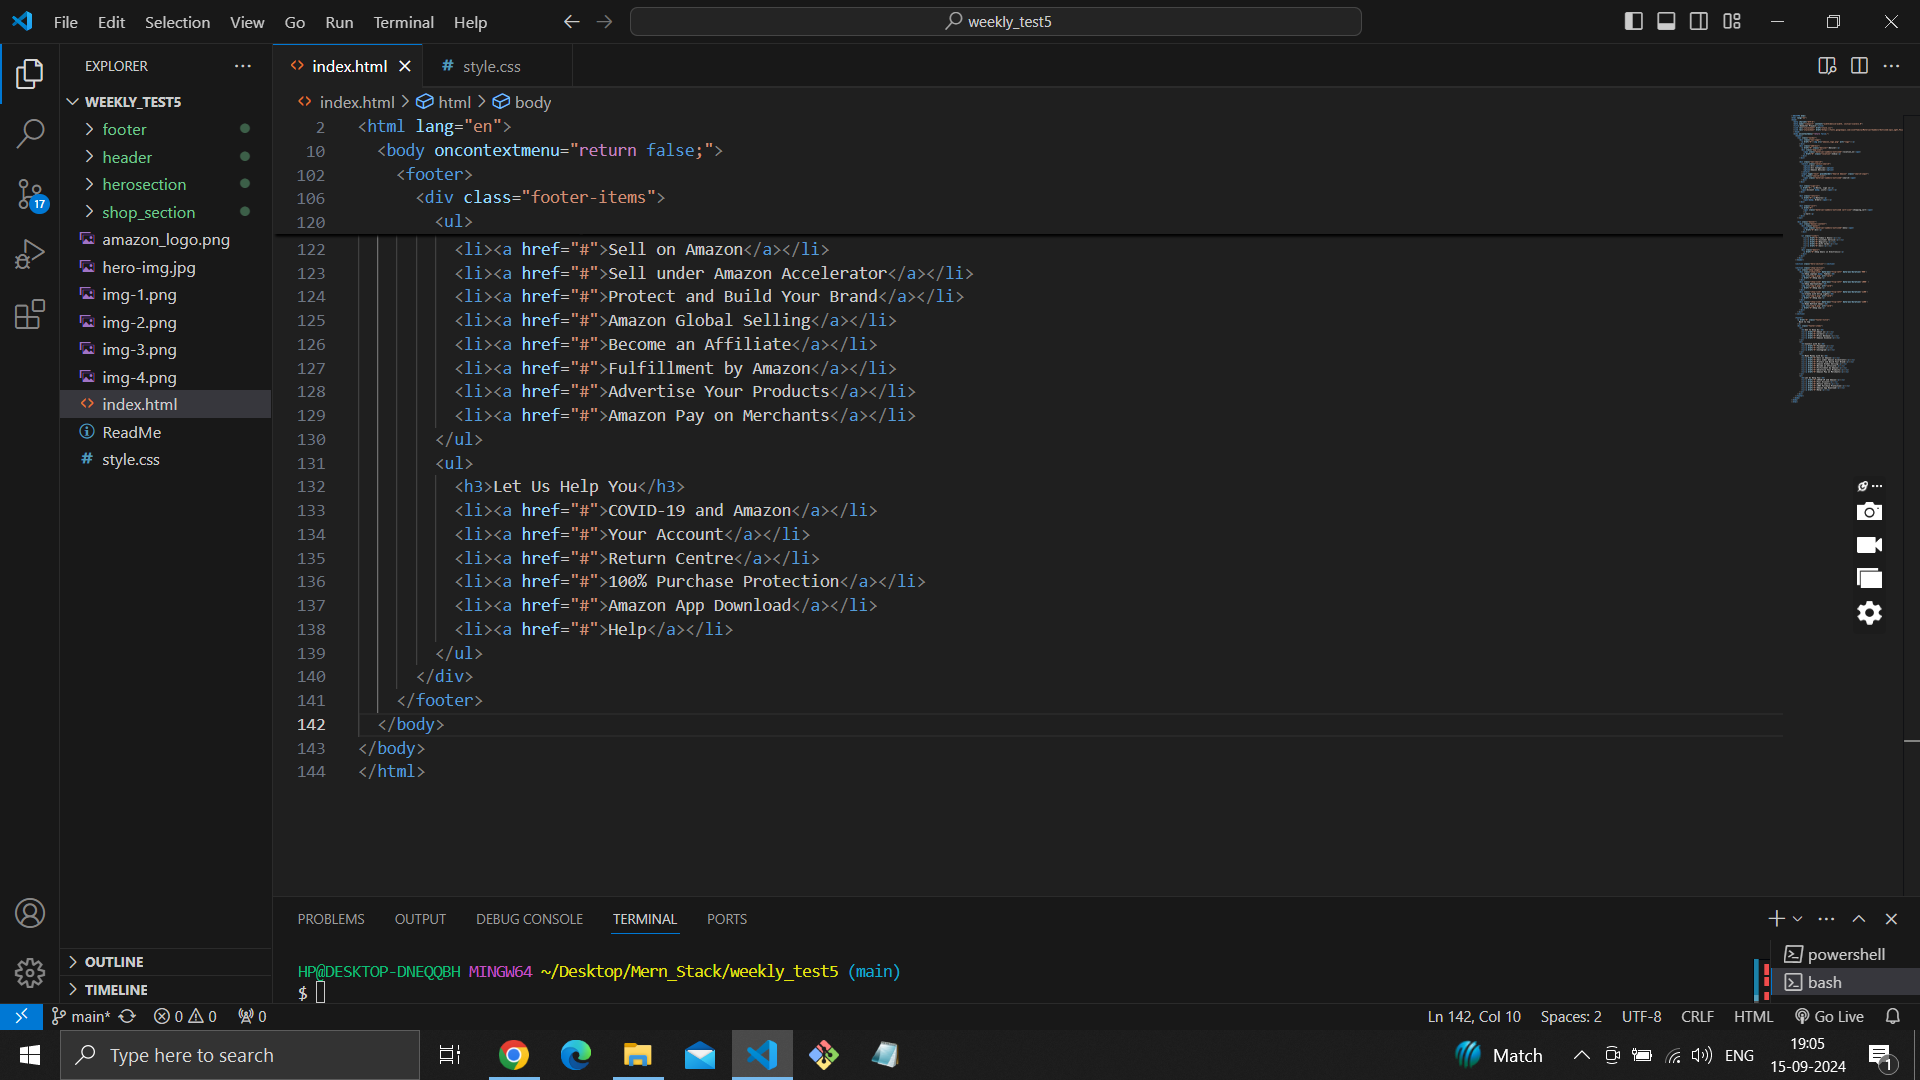 File Edit Selection View Go Run Terminal Help
weekly_test5
EXPLORER
WEEKLY_TEST5
footer
header
herosection
shop_section
amazon_logo.png
hero-img.jpg
img-1.png
img-2.png
img-3.png
img-4.png
index.html
ReadMe
style.css
OUTLINE
TIMELINE
index.html
style.css
index.html > html > body
2 <html lang="en">
10 <body oncontextmenu="return false;">
102 <footer>
106 <div class="footer-items">
120 <ul>
122 <li><a href="#">Sell on Amazon</a></li>
123 <li><a href="#">Sell under Amazon Accelerator</a></li>
124 <li><a href="#">Protect and Build Your Brand</a></li>
125 <li><a href="#">Amazon Global Selling</a></li>
126 <li><a href="#">Become an Affiliate</a></li>
127 <li><a href="#">Fulfillment by Amazon</a></li>
128 <li><a href="#">Advertise Your Products</a></li>
129 <li><a href="#">Amazon Pay on Merchants</a></li>
130 </ul>
131 <ul>
132 <h3>Let Us Help You</h3>
133 <li><a href="#">COVID-19 and Amazon</a></li>
134 <li><a href="#">Your Account</a></li>
135 <li><a href="#">Return Centre</a></li>
136 <li><a href="#">100% Purchase Protection</a></li>
137 <li><a href="#">Amazon App Download</a></li>
138 <li><a href="#">Help</a></li>
139 </ul>
140 </div>
141 </footer>
142 </body>
143 </body>
144 </html>
17
PROBLEMS OUTPUT DEBUG CONSOLE TERMINAL PORTS
HP@DESKTOP-DNEQQBH MINGW64 ~/Desktop/Mern_Stack/weekly_test5 (main)
$
powershell
bash
main* 0 0 0
Ln 142, Col 10 Spaces: 2 UTF-8 CRLF HTML Go Live
Type here to search
Match
ENG
19:05
15-09-2024
1